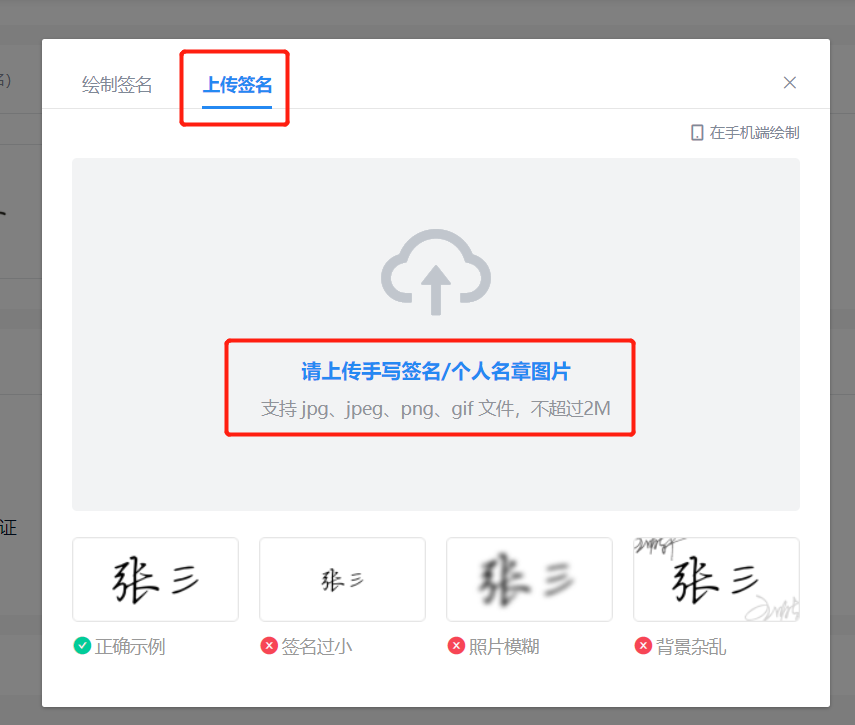 绘制签名
上传签名
名）
在手机端绘制
请上传手写签名/个人名章图片
支持 jpg、jpeg、png、gif 文件，不超过2M
证
张三
张三
张三
张三
正确示例
签名过小
照片模糊
背景杂乱